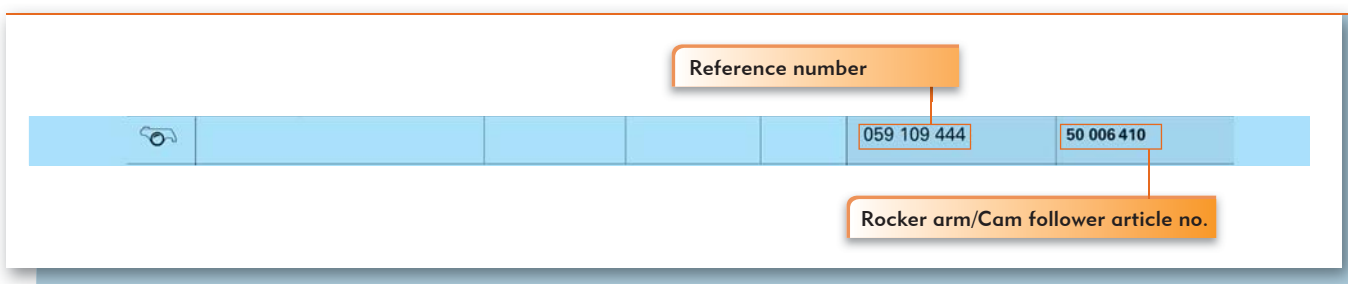 Reference number
059 109 444 50 006 410
Rocker arm/Cam follower article no.